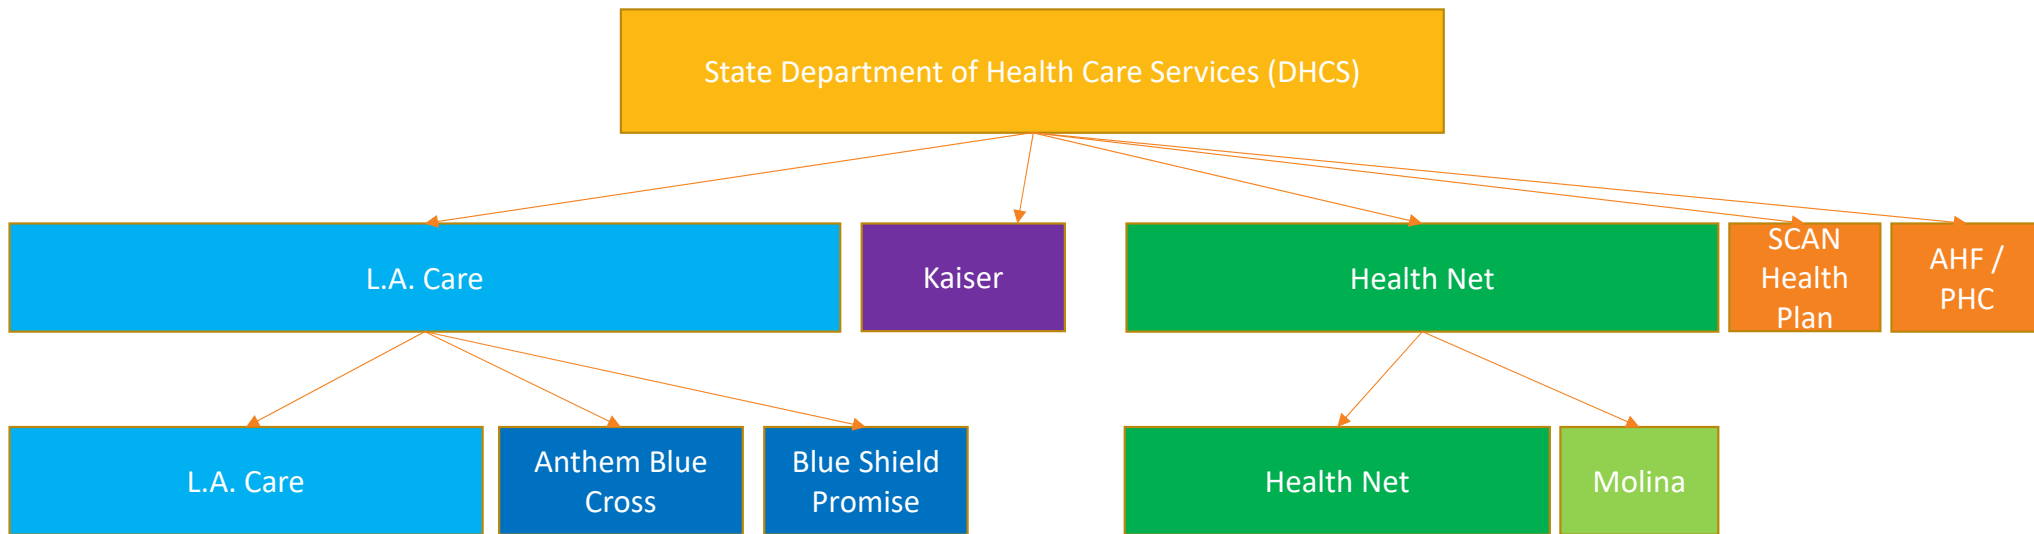 State Department of Health Care Services (DHCS)
L.A. Care
Kaiser
Health Net
SCAN
Health
Plan
AHF /
PHC
L.A. Care
Anthem Blue
Cross
Blue Shield
Promise
Health Net
Molina